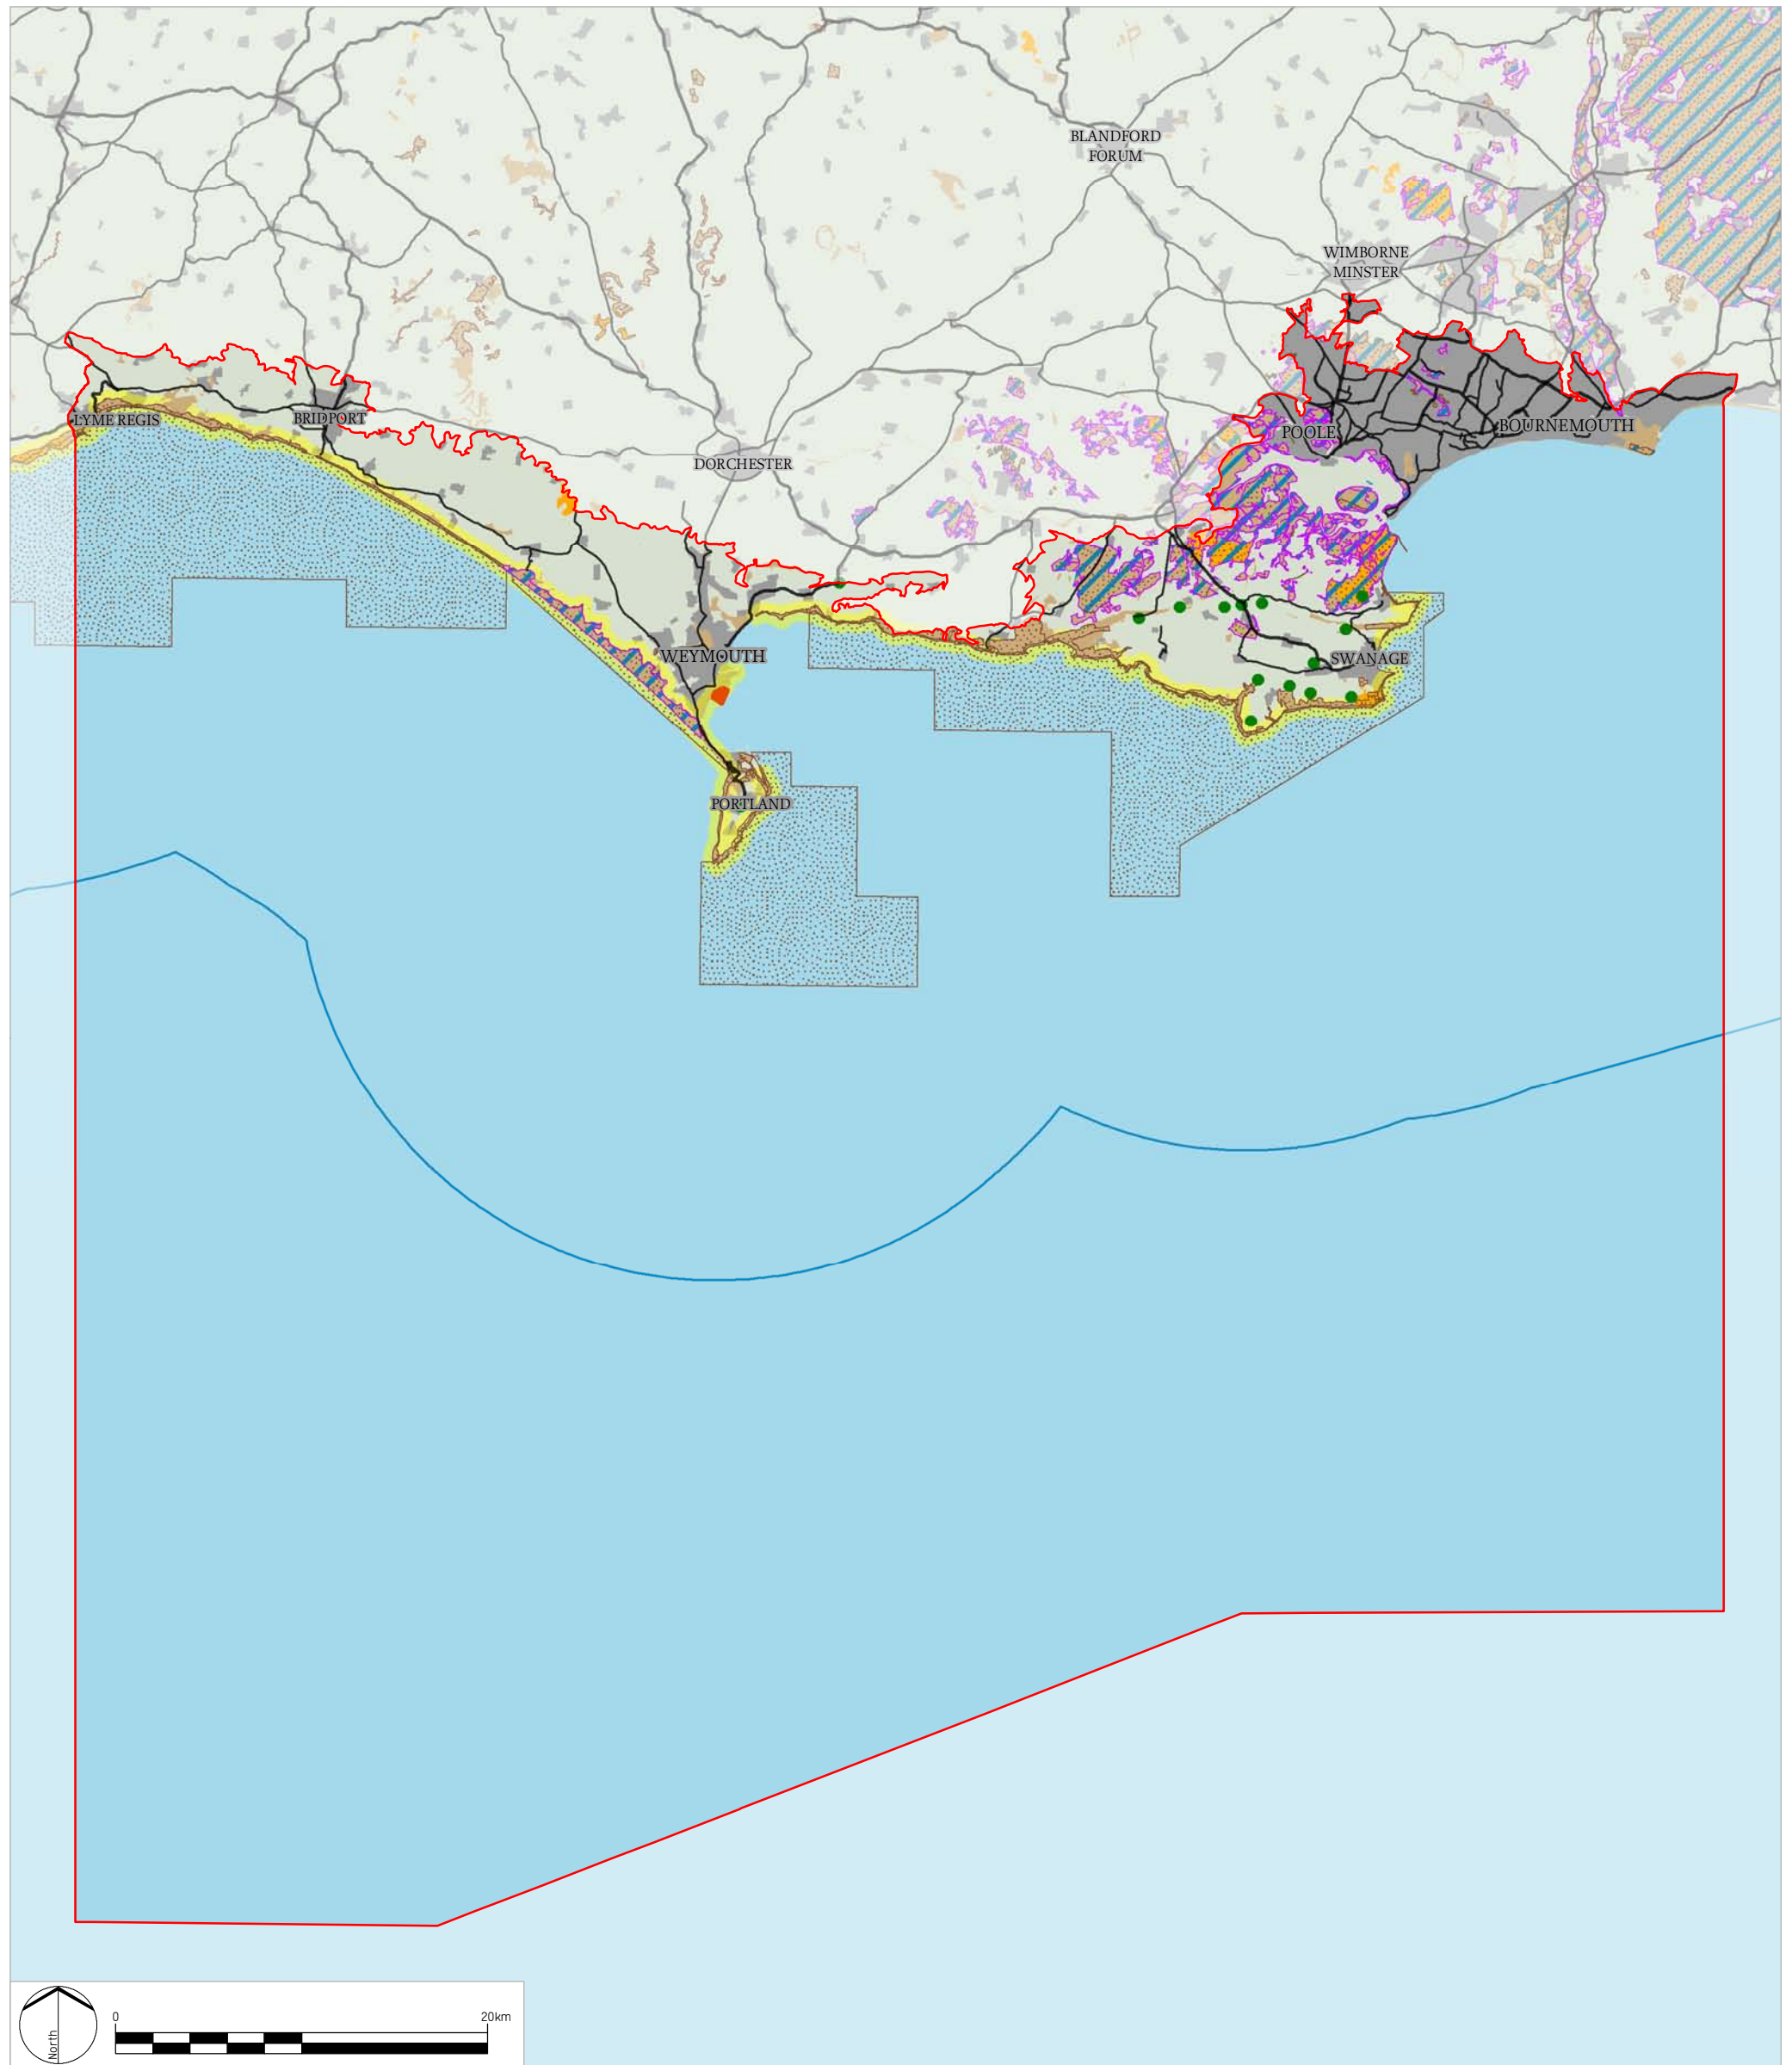 BLANDFORD
FORUM
WIMBORNE
MINSTER
LYME REGIS
BRIDPORT
POOLE
BOURNEMOUTH
DORCHESTER
WEYMOUTH
SWANAGE
PORTLAND
North
0
20km